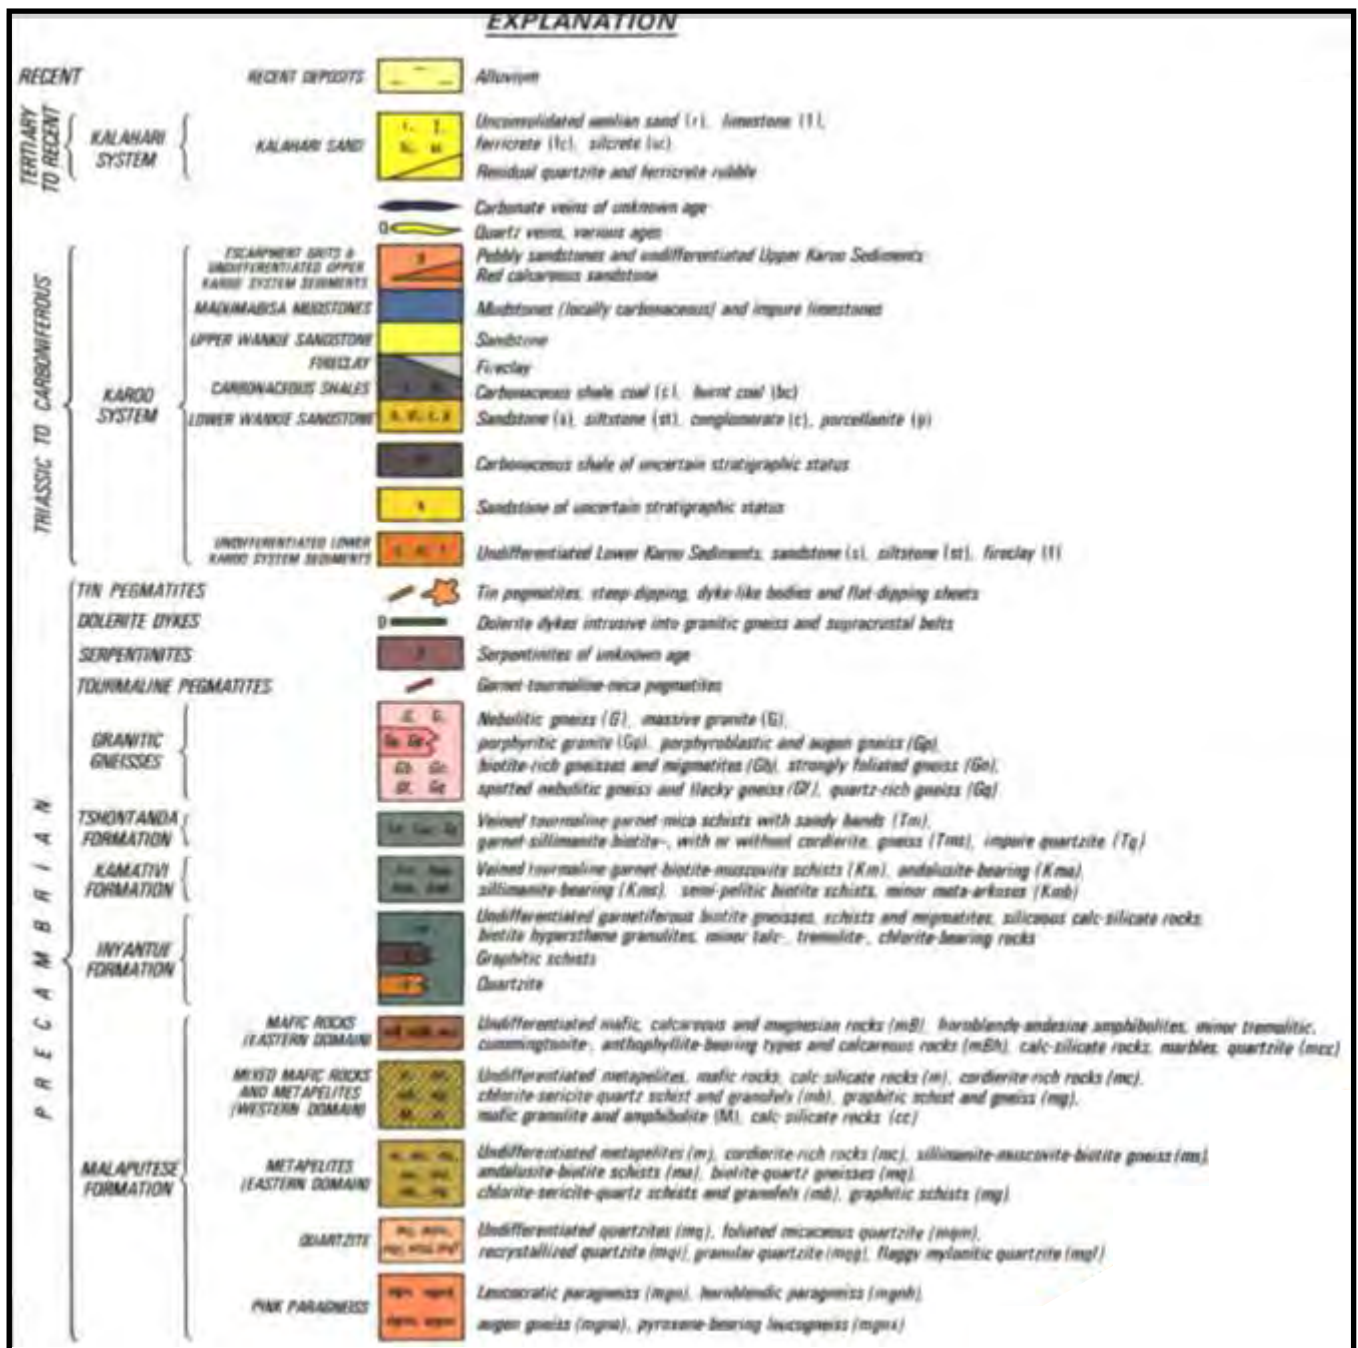 EXPLANATION
RECENT
RECENT DEPOSITS
Alluvium
TERTIARY
TO RECENT
KALAHARI
SYSTEM
KALAHARI SAND
Unconsolidated aeolian sand (r), limestone (1),
ferricrete (fc), silcrete (sc)
Residual quartzite and ferricrete rubble
Carbonate veins of unknown age
Q
Quartz veins, various ages
TRIASSIC TO CARBONIFEROUS
KAROO
SYSTEM
ESCARPMENT GRITS &
UNDIFFERENTIATED UPPER
KAROO SYSTEM SEDIMENTS
Pebbly sandstones and undifferentiated Upper Karoo Sediments
Red calcareous sandstone
MADUMABISA MUDSTONES
Mudstones (locally carbonaceous) and impure limestones
UPPER WANKIE SANDSTONE
Sandstone
FIRECLAY
Fireclay
CARBONACEOUS SHALES
Carbonaceous shale coal (c), burnt coal (bc)
LOWER WANKIE SANDSTONE
Sandstone (s), siltstone (st), conglomerate (c), porcellanite (p)
Carbonaceous shale of uncertain stratigraphic status
Sandstone of uncertain stratigraphic status
UNDIFFERENTIATED LOWER
KAROO SYSTEM SEDIMENTS
Undifferentiated Lower Karoo Sediments, sandstone (s), siltstone (st), fireclay (f)
PRECAMBRIAN
TIN PEGMATITES
Tin pegmatites, steep-dipping, dyke-like bodies and flat-dipping sheets
DOLERITE DYKES
D
Dolerite dykes intrusive into granitic gneiss and supracrustal belts
SERPENTINITES
Serpentinites of unknown age
TOURMALINE PEGMATITES
Garnet-tourmaline-mica pegmatites
GRANITIC
GNEISSES
Nebulitic gneiss (G), massive granite (G),
porphyritic granite (Gp), porphyroblastic and augen gneiss (Gp),
biotite-rich gneisses and migmatites (Gb), strongly foliated gneiss (Gn),
spotted nebulitic gneiss and flecky gneiss (Gf), quartz-rich gneiss (Gq)
TSHONTANDA
FORMATION
Veined tourmaline garnet-mica schists with sandy bands (Tm),
garnet-sillimanite-biotite-, with or without cordierite, gneiss (Tms), impure quartzite (Tq)
KAMATIVI
FORMATION
Veined tourmaline-garnet-biotite-muscovite schists (Km), andalusite-bearing (Kma)
sillimanite-bearing (Kms), semi-pelitic biotite schists, minor meta-arkoses (Kmb)
INYANTUE
FORMATION
Undifferentiated garnetiferous biotite gneisses, schists and migmatites, siliceous calc-silicate rocks,
biotite hypersthene granulites, minor talc-, tremolite-, chlorite-bearing rocks
Graphitic schists
Quartzite
MALAPUTESE
FORMATION
MAFIC ROCKS
(EASTERN DOMAIN)
Undifferentiated mafic, calcareous and magnesian rocks (mB), hornblende-andesine amphibolites, minor tremolitic,
cummingtonite-, anthophyllite-bearing types and calcareous rocks (mBh), calc-silicate rocks, marbles, quartzite (mcc)
MIXED MAFIC ROCKS
AND METAPELITES
(WESTERN DOMAIN)
Undifferentiated metapelites, mafic rocks, calc-silicate rocks (m), cordierite-rich rocks (mc),
chlorite-sericite quartz schist and granofels (mb), graphitic schist and gneiss (mg),
mafic granulite and amphibolite (M), calc-silicate rocks (cc)
METAPELITES
(EASTERN DOMAIN)
Undifferentiated metapelites (m), cordierite-rich rocks (mc), sillimanite-muscovite-biotite gneiss (ms),
andalusite-biotite schists (ma), biotite-quartz gneisses (mq),
chlorite-sericite-quartz schists and granofels (mb), graphitic schists (mg)
QUARTZITE
Undifferentiated quartzites (mq), foliated micaceous quartzite (mqm),
recrystallized quartzite (mqr), granular quartzite (mqg), flaggy mylonitic quartzite (mqf)
PINK PARAGNEISS
Leucocratic paragneiss (mgn), hornblendic paragneiss (mgnh),
augen gneiss (mgna), pyroxene-bearing leucogneiss (mgnx)